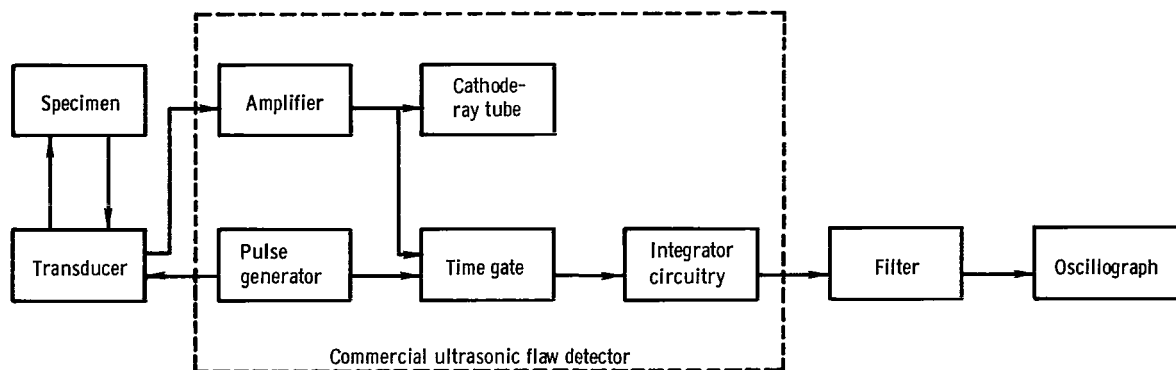 Specimen
Amplifier
Cathode-
ray tube
Transducer
Pulse
generator
Time gate
Integrator
circuitry
Filter
Oscillograph
Commercial ultrasonic flaw detector